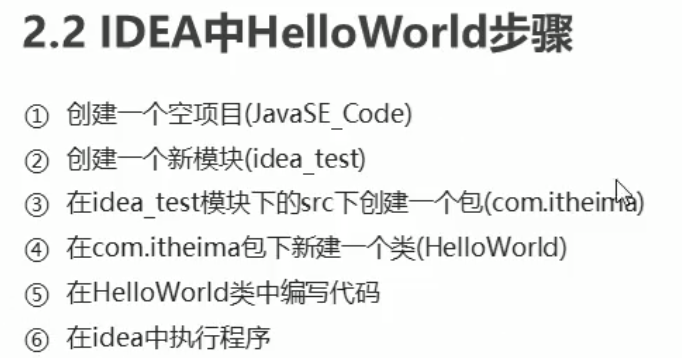 2.2 IDEA中HelloWorld步骤
① 创建一个空项目(JavaSE_Code)
② 创建一个新模块(idea_test)
③ 在idea_test模块下的src下创建一个包(com.itheima)
④ 在com.itheima包下新建一个类(HelloWorld)
⑤ 在HelloWorld类中编写代码
⑥ 在idea中执行程序